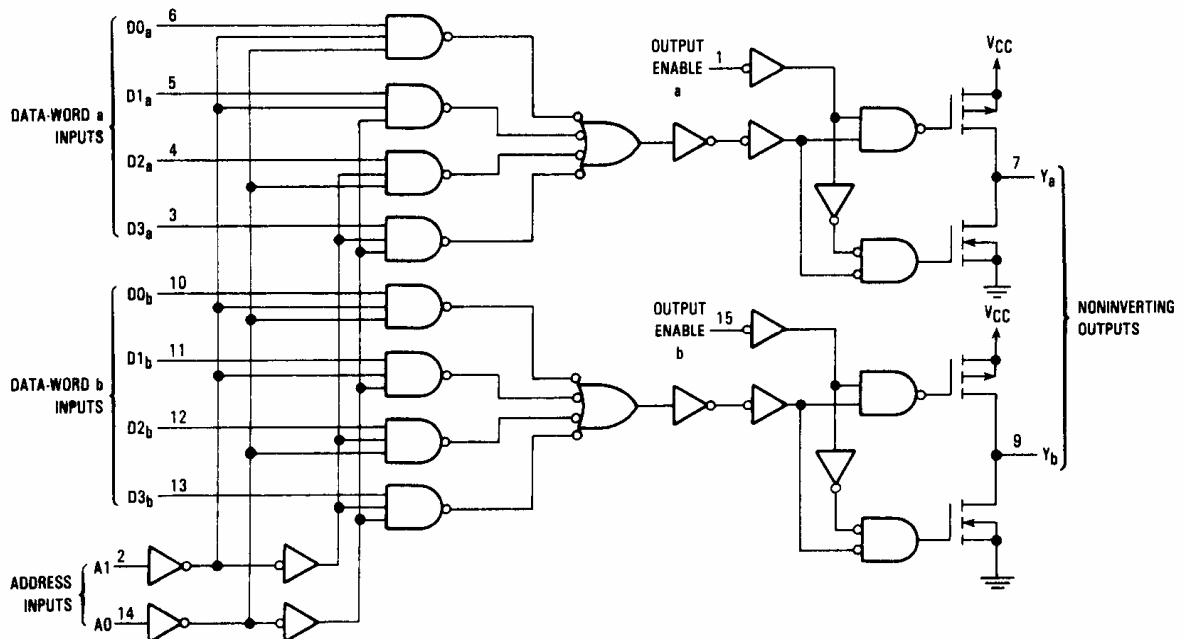 D0a 6
D1a 5
DATA-WORD a
INPUTS
D2a 4
D3a 3
OUTPUT
ENABLE 1
a
VCC
7 Ya
D0b 10
D1b 11
DATA-WORD b
INPUTS
D2b 12
D3b 13
OUTPUT
ENABLE 15
b
VCC
9 Yb
NONINVERTING
OUTPUTS
ADDRESS
INPUTS
A1 2
A0 14